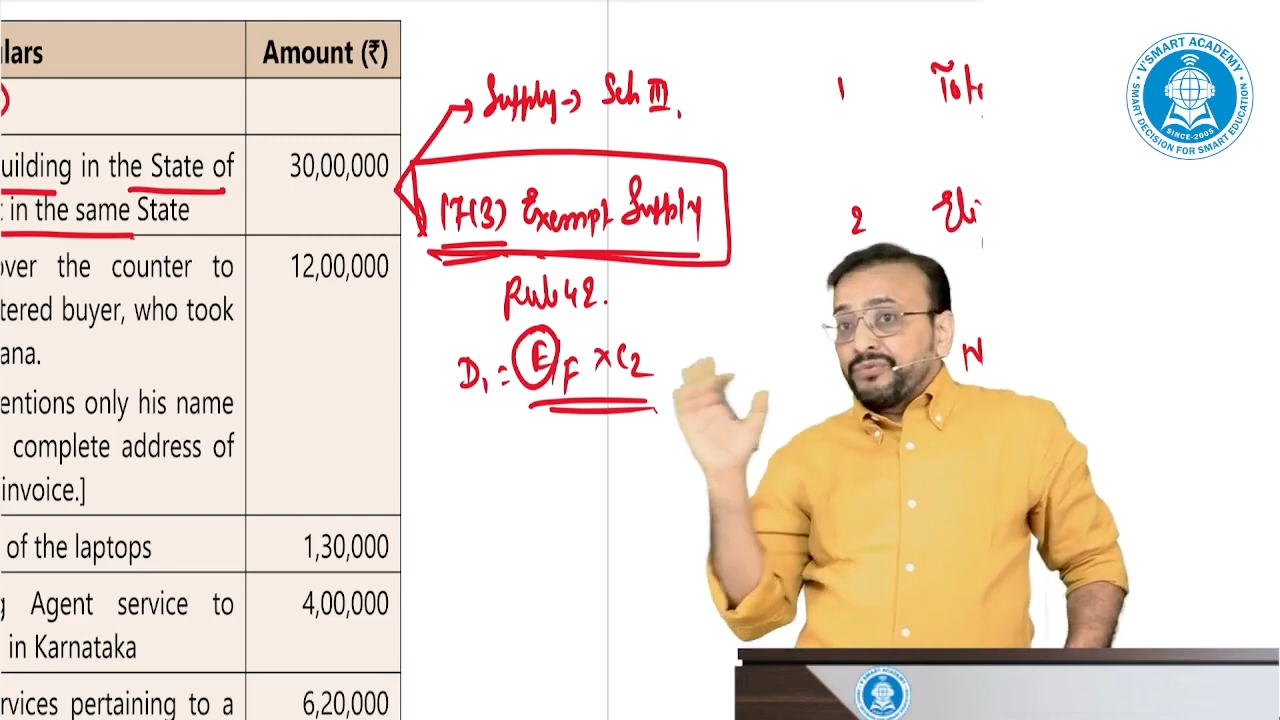 lars
Amount (₹)
)
uilding in the State of
t in the same State
30,00,000
over the counter to
tered buyer, who took
ana.
entions only his name
complete address of
invoice.]
12,00,000
of the laptops
1,30,000
g Agent service to
in Karnataka
4,00,000
rvices pertaining to a
6,20,000
Supply → Sch III.
17(3) Exempt Supply
Rule 42.
D₁ = E/F × C₂
1
Tota
2
Eli
V'SMART ACADEMY
SINCE-2005
SMART DECISION FOR SMART EDUCATION